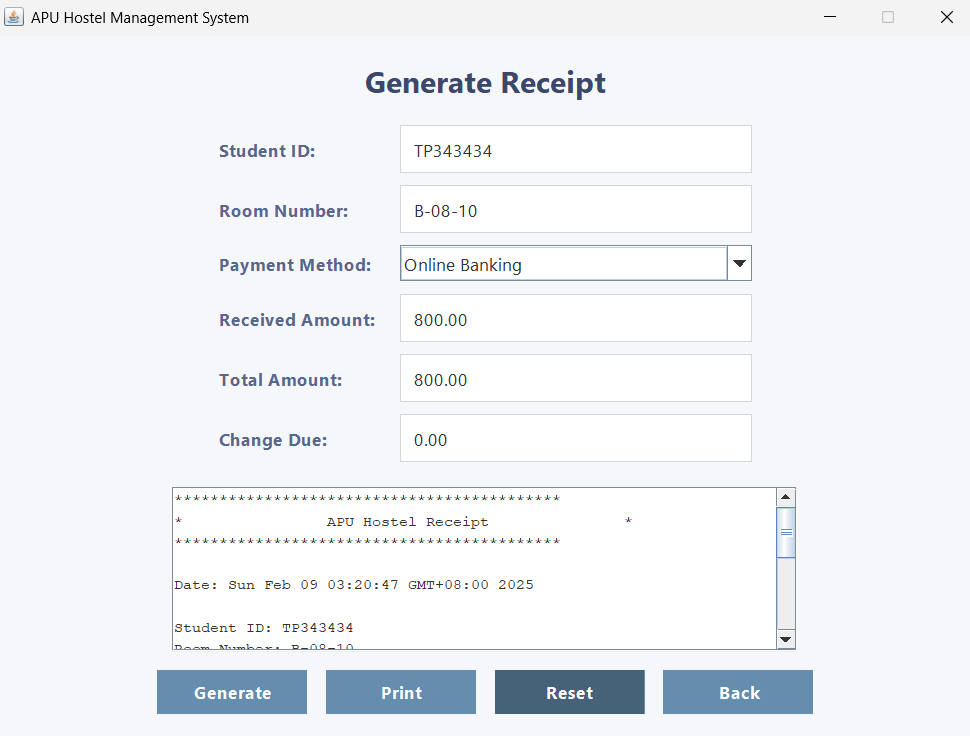 APU Hostel Management System
Generate Receipt
Student ID: TP343434
Room Number: B-08-10
Payment Method: Online Banking
Received Amount: 800.00
Total Amount: 800.00
Change Due: 0.00
*******************************************
* APU Hostel Receipt *
*******************************************
Date: Sun Feb 09 03:20:47 GMT+08:00 2025
Student ID: TP343434
Room Number: B-08-10
Generate Print Reset Back